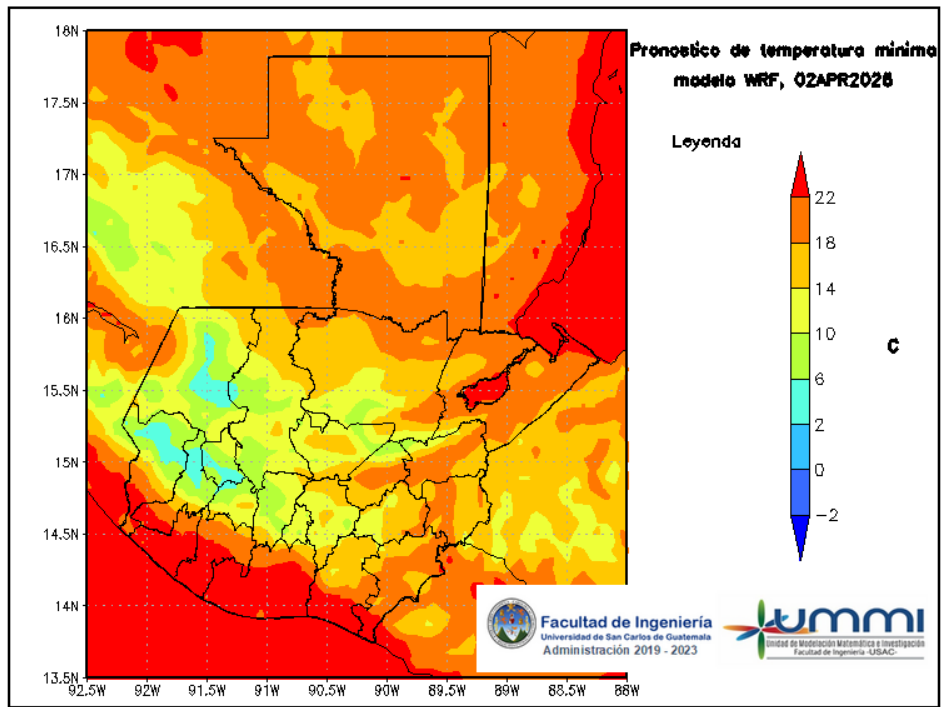 Pronostico de temperatura minima
modelo WRF, 02APR2026
Leyenda
22
18
14
10
6
2
0
−2
C
18N
17.5N
17N
16.5N
16N
15.5N
15N
14.5N
14N
13.5N
92.5W 92W 91.5W 91W 90.5W 90W 89.5W 89W 88.5W 88W
Facultad de Ingeniería
Universidad de San Carlos de Guatemala
Administración 2019 - 2023
ummi
Unidad de Modelación Matemática e Investigación
Facultad de Ingeniería -USAC-